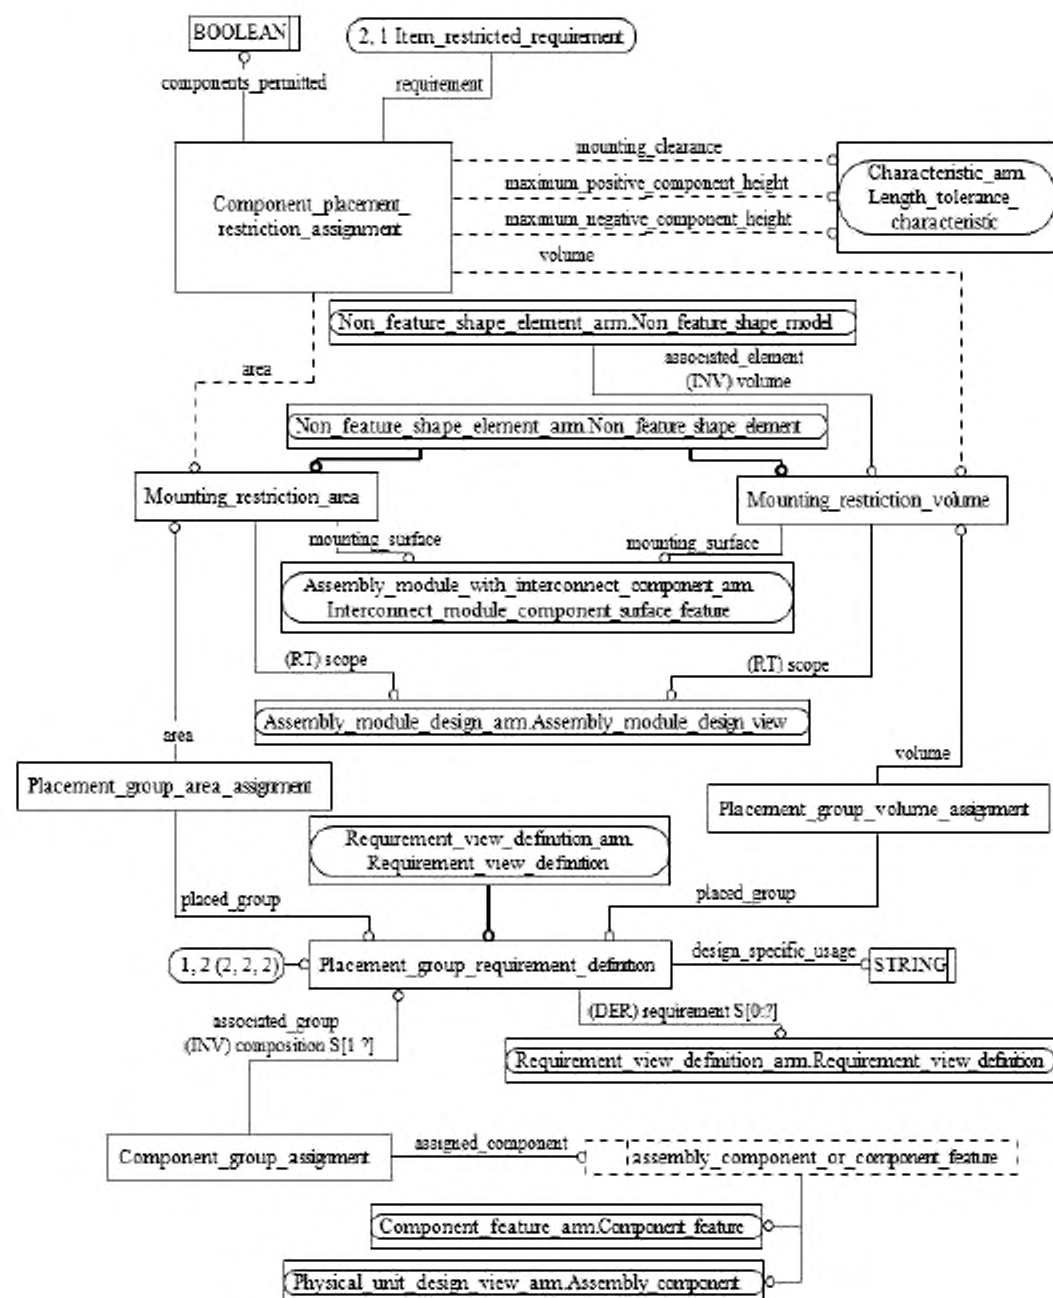 BOOLEAN
2, 1 Item_restricted_requirement
components_permitted
requirement
mounting_clearance
maximum_positive_component_height
maximum_negative_component_height
volume
Characteristic_arm.
Length_tolerance_
characteristic
Component_placement_
restriction_assignment
Non_feature_shape_element_arm.Non_feature_shape_model
area
associated_element
(INV) volume
Non_feature_shape_element_arm.Non_feature_shape_element
Mounting_restriction_area
Mounting_restriction_volume
mounting_surface
mounting_surface
Assembly_module_with_interconnect_component_arm.
Interconnect_module_component_surface_feature
(RT) scope
(RT) scope
Assembly_module_design_arm.Assembly_module_design_view
area
volume
Placement_group_area_assignment
Placement_group_volume_assignment
Requirement_view_definition_arm.
Requirement_view_definition
placed_group
placed_group
1, 2 (2, 2, 2)
Placement_group_requirement_definition
design_specific_usage
STRING
associated_group
(INV) composition S[1 ?]
(DER) requirement S[0:?]
Requirement_view_definition_arm.Requirement_view_definition
Component_group_assignment
assigned_component
assembly_component_or_component_feature
Component_feature_arm.Component_feature
Physical_unit_design_view_arm.Assembly_component